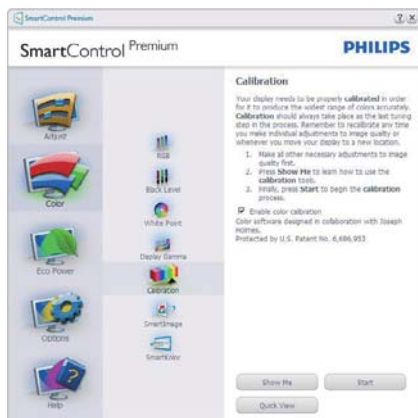 SmartControl Premium
SmartControl Premium
PHILIPS
Adjust
Color
Eco Power
Options
Help
RGB
Black Level
White Point
Display Gamma
Calibration
SmartImage
SmartKolor
Calibration
Your display needs to be properly calibrated in order
for it to produce the widest range of colors accurately.
Calibration should always take place as the last tuning
step in the process. Remember to recalibrate any time
you make individual adjustments to image quality or
whenever you move your display to a new location.
1. Make all other necessary adjustments to image
quality first.
2. Press Show Me to learn how to use the
calibration tools.
3. Finally, press Start to begin the calibration
process.
Enable color calibration
Color software designed in collaboration with Joseph
Holmes.
Protected by U.S. Patent No. 6,686,953
Show Me
Start
Quick View